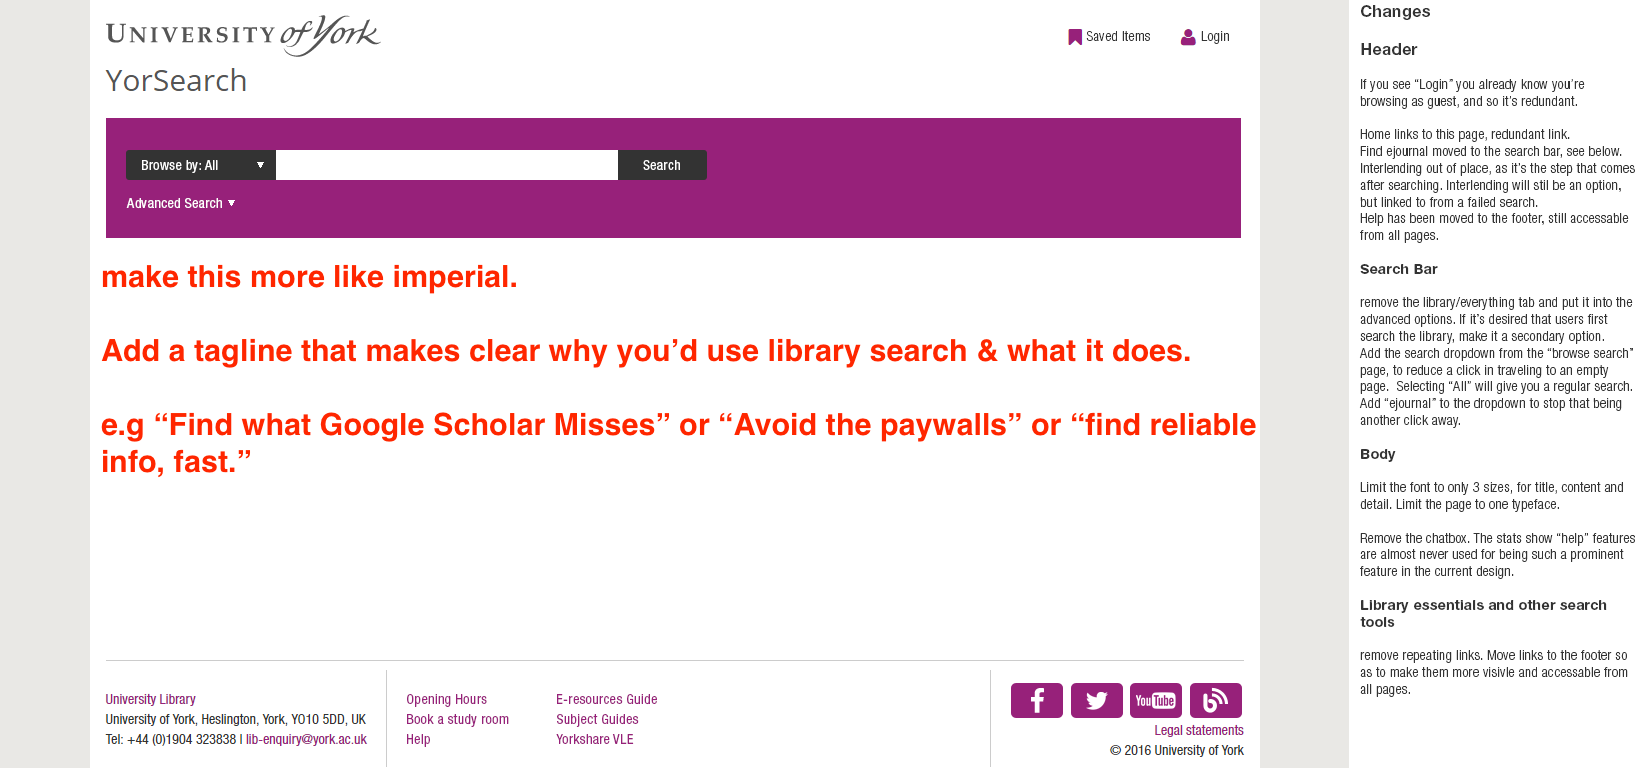 UNIVERSITY of York
Saved Items
Login
YorSearch
Browse by: All
Search
Advanced Search
make this more like imperial.
Add a tagline that makes clear why you’d use library search & what it does.
e.g “Find what Google Scholar Misses” or “Avoid the paywalls” or “find reliable
info, fast.”
University Library
University of York, Heslington, York, YO10 5DD, UK
Tel: +44 (0)1904 323838 | lib-enquiry@york.ac.uk
Opening Hours
Book a study room
Help
E-resources Guide
Subject Guides
Yorkshare VLE
f
YouTube
Legal statements
© 2016 University of York
Changes
Header
If you see “Login” you already know you’re
browsing as guest, and so it’s redundant.
Home links to this page, redundant link.
Find ejournal moved to the search bar, see below.
Interlending out of place, as it’s the step that comes
after searching. Interlending will stil be an option,
but linked to from a failed search.
Help has been moved to the footer, still accessable
from all pages.
Search Bar
remove the library/everything tab and put it into the
advanced options. If it’s desired that users first
search the library, make it a secondary option.
Add the search dropdown from the “browse search”
page, to reduce a click in traveling to an empty
page.  Selecting “All” will give you a regular search.
Add “ejournal” to the dropdown to stop that being
another click away.
Body
Limit the font to only 3 sizes, for title, content and
detail. Limit the page to one typeface.
Remove the chatbox. The stats show “help” features
are almost never used for being such a prominent
feature in the current design.
Library essentials and other search
tools
remove repeating links. Move links to the footer so
as to make them more visivle and accessable from
all pages.